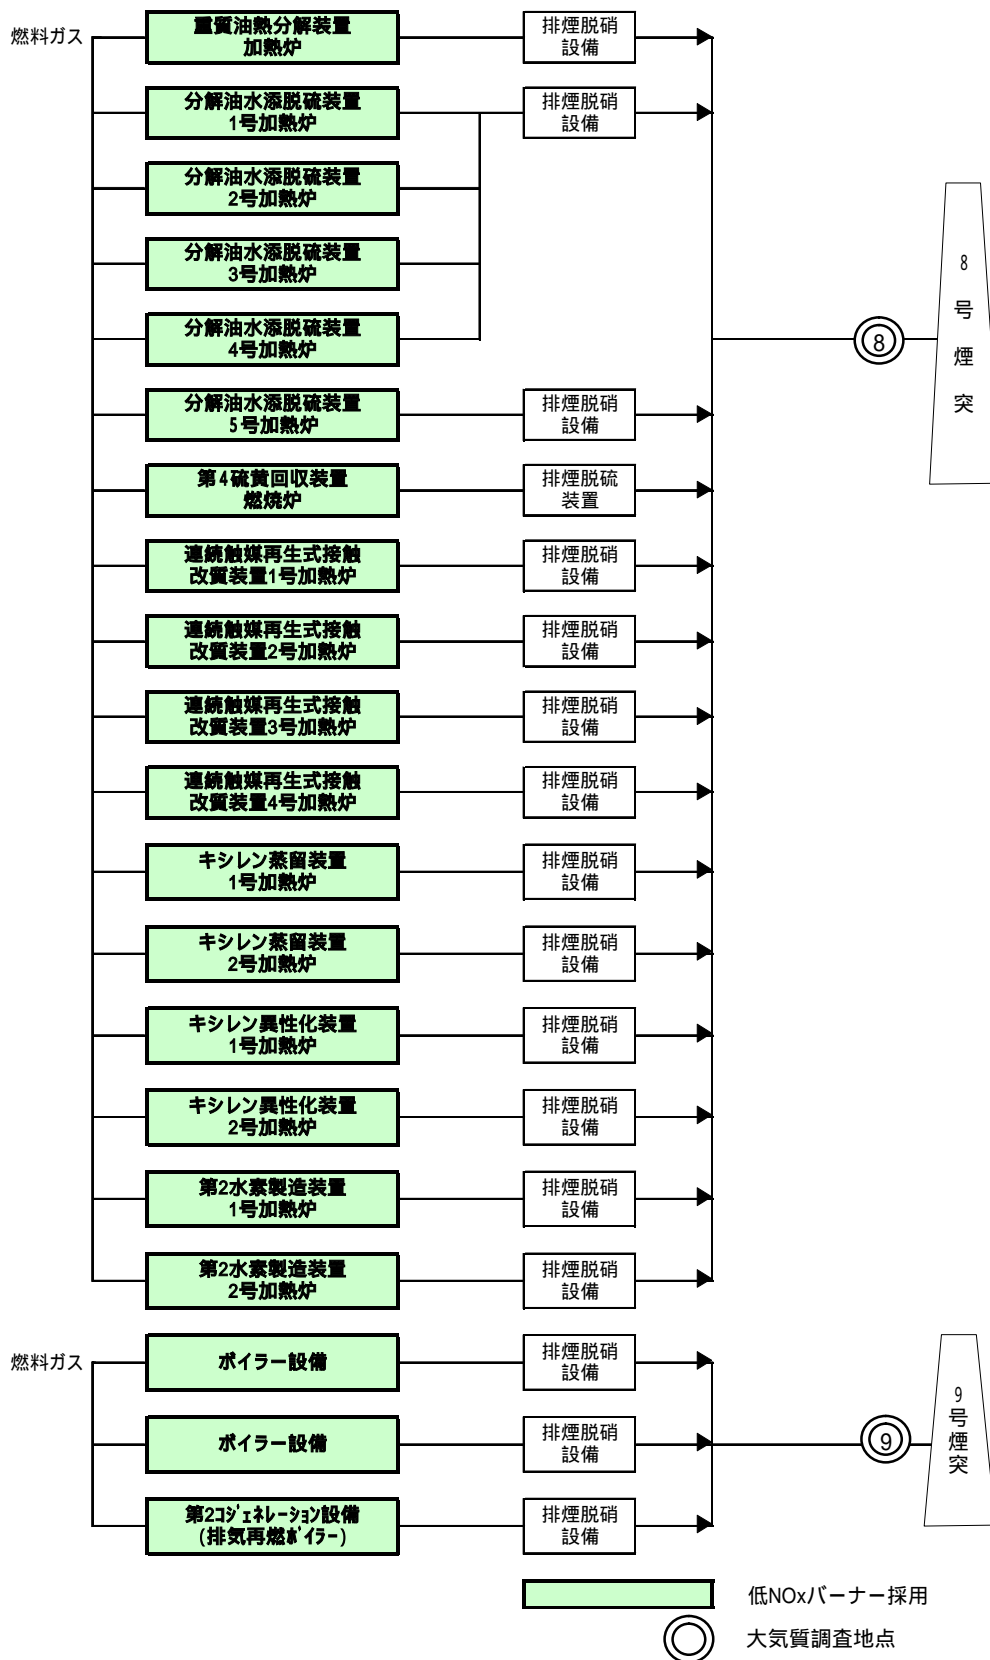 燃料ガス
重質油熱分解装置
加熱炉
排煙脱硝
設備
分解油水添脱硫装置
1号加熱炉
排煙脱硝
設備
分解油水添脱硫装置
2号加熱炉
分解油水添脱硫装置
3号加熱炉
分解油水添脱硫装置
4号加熱炉
分解油水添脱硫装置
5号加熱炉
排煙脱硝
設備
第4硫黄回収装置
燃焼炉
排煙脱硫
装置
連続触媒再生式接触
改質装置1号加熱炉
排煙脱硝
設備
連続触媒再生式接触
改質装置2号加熱炉
排煙脱硝
設備
連続触媒再生式接触
改質装置3号加熱炉
排煙脱硝
設備
連続触媒再生式接触
改質装置4号加熱炉
排煙脱硝
設備
キシレン蒸留装置
1号加熱炉
排煙脱硝
設備
キシレン蒸留装置
2号加熱炉
排煙脱硝
設備
キシレン異性化装置
1号加熱炉
排煙脱硝
設備
キシレン異性化装置
2号加熱炉
排煙脱硝
設備
第2水素製造装置
1号加熱炉
排煙脱硝
設備
第2水素製造装置
2号加熱炉
排煙脱硝
設備
8
8号煙突
燃料ガス
ボイラー設備
排煙脱硝
設備
ボイラー設備
排煙脱硝
設備
第2ｺｼﾞｪﾈﾚｰｼｮﾝ設備
(排気再燃ﾎﾞｲﾗｰ)
排煙脱硝
設備
9
9号煙突
低NOxバーナー採用
大気質調査地点